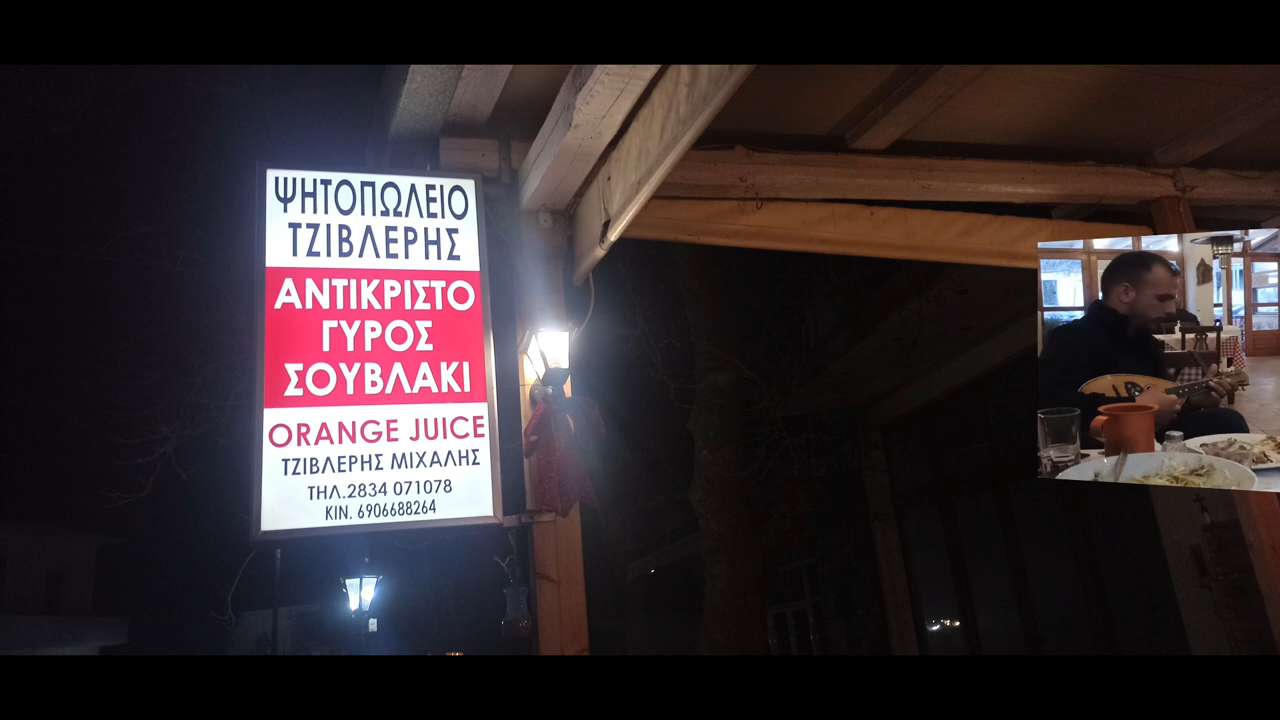 ΨΗΤΟΠΩΛΕΙΟ
ΤΖΙΒΛΕΡΗΣ
ΑΝΤΙΚΡΙΣΤΟ
ΓΥΡΟΣ
ΣΟΥΒΛΑΚΙ
ORANGE JUICE
ΤΖΙΒΛΕΡΗΣ ΜΙΧΑΛΗΣ
ΤΗΛ.2834 071078
ΚΙΝ. 6906688264